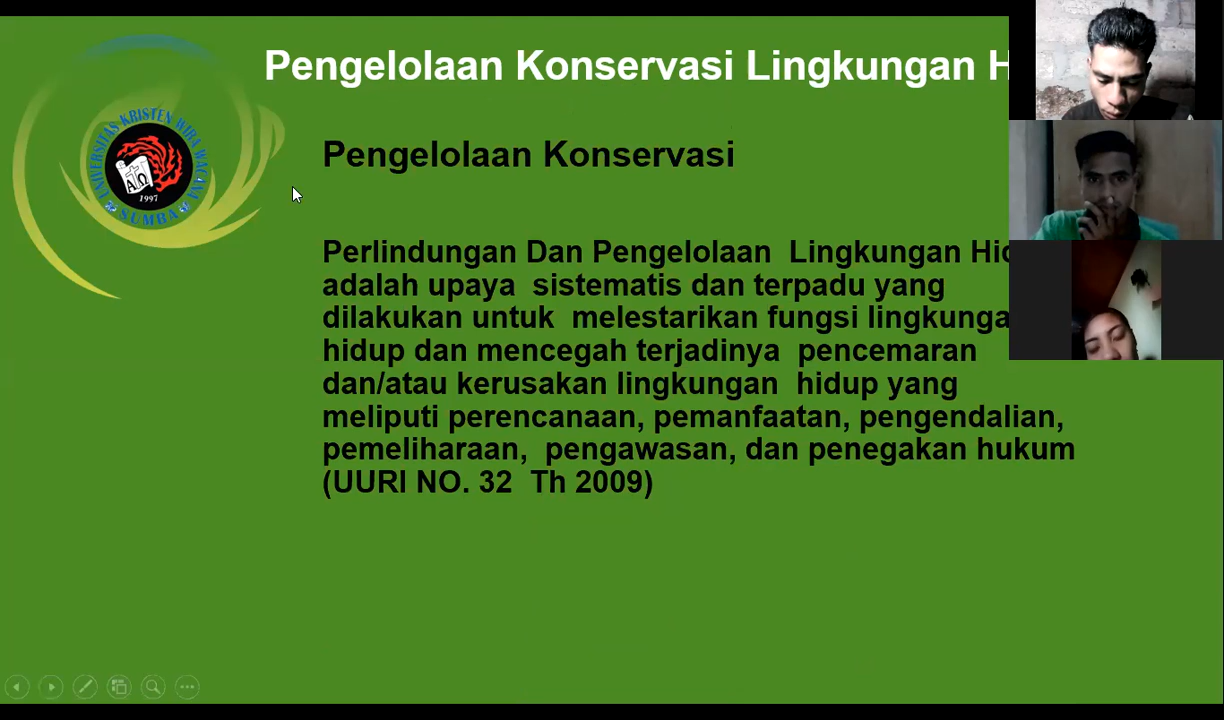 Pengelolaan Konservasi Lingkungan
UNIVERSITAS KRISTEN WIRA WACANA
ΑΩ
1997
SUMBA
Pengelolaan Konservasi
Perlindungan Dan Pengelolaan Lingkungan
adalah upaya sistematis dan terpadu yang
dilakukan untuk melestarikan fungsi
hidup dan mencegah terjadinya pencemaran
dan/atau kerusakan lingkungan hidup yang
meliputi perencanaan, pemanfaatan, pengendalian,
pemeliharaan, pengawasan, dan penegakan hukum
(UURI NO. 32 Th 2009)